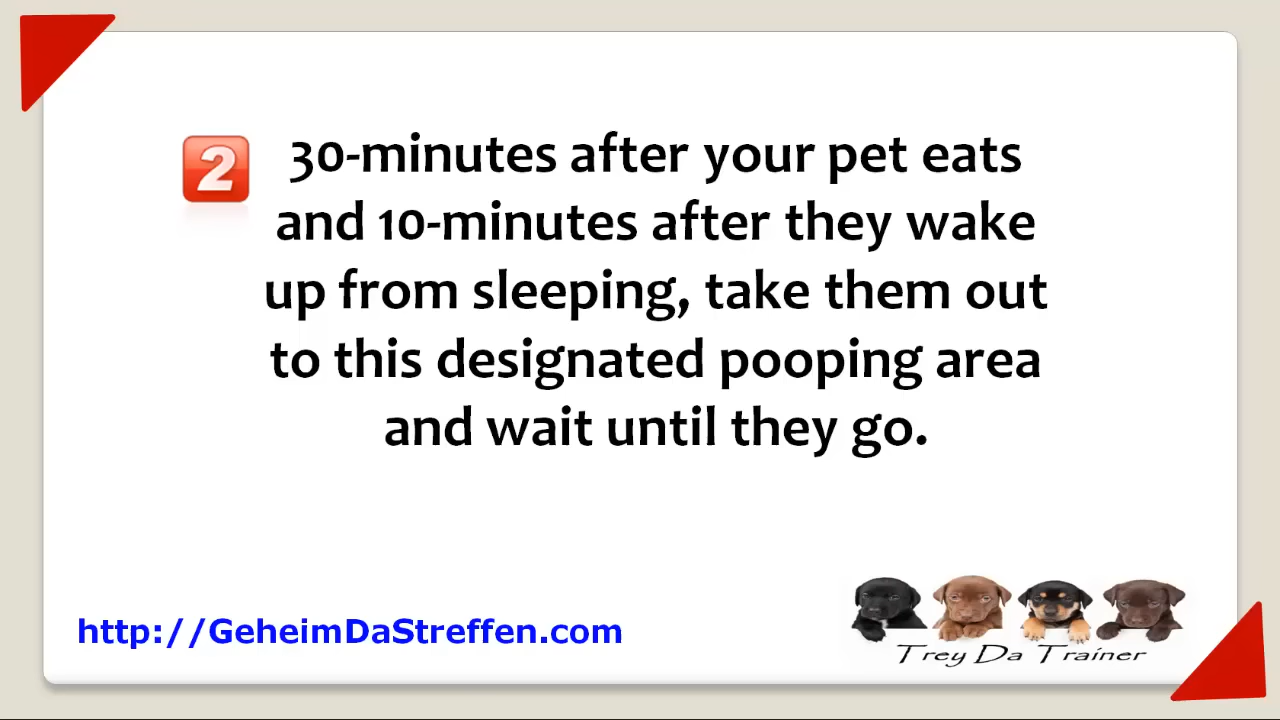 2
30-minutes after your pet eats
and 10-minutes after they wake
up from sleeping, take them out
to this designated pooping area
and wait until they go.
http://GeheimDaStreffen.com
Trey Da Trainer